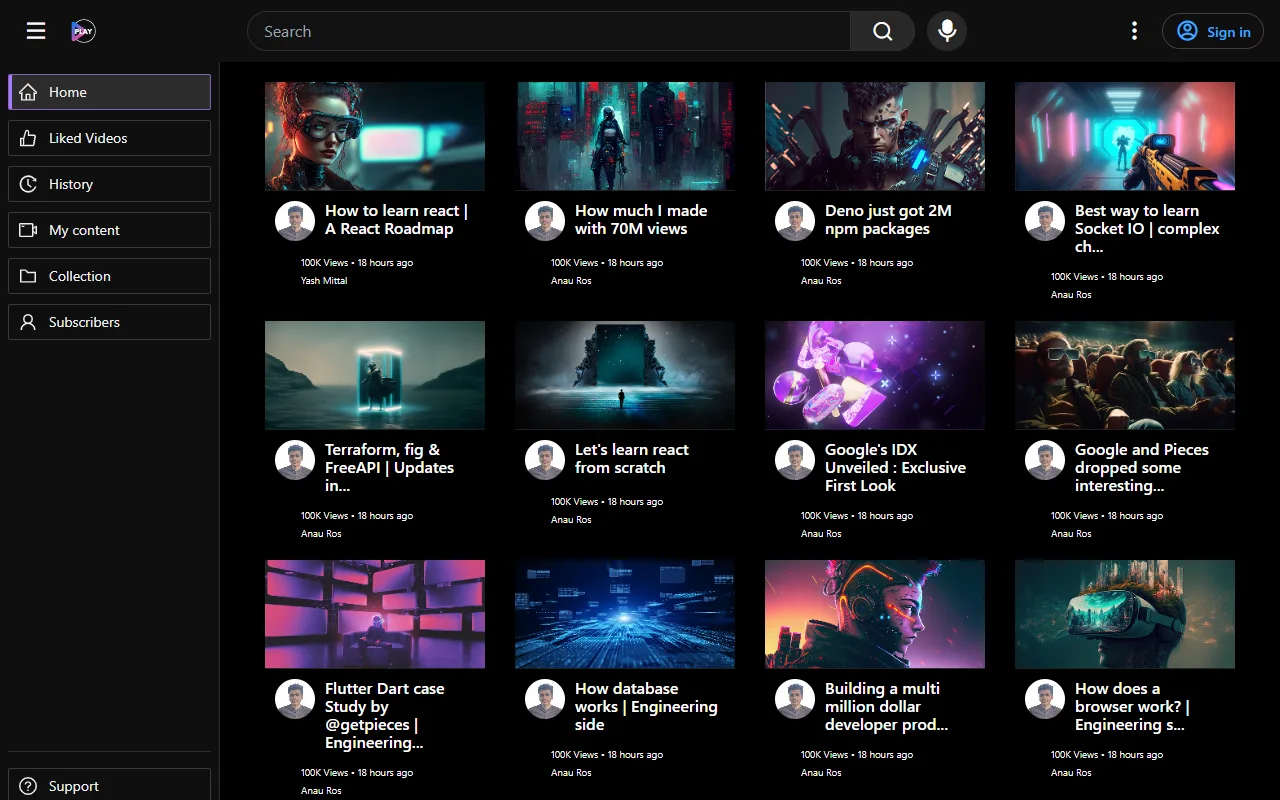 PLAY
Search
Sign in
Home
Liked Videos
History
My content
Collection
Subscribers
Support
How to learn react |
A React Roadmap
100K Views • 18 hours ago
Yash Mittal
How much I made
with 70M views
100K Views • 18 hours ago
Anau Ros
Deno just got 2M
npm packages
100K Views • 18 hours ago
Anau Ros
Best way to learn
Socket IO | complex
ch...
100K Views • 18 hours ago
Anau Ros
Terraform, fig &
FreeAPI | Updates
in...
100K Views • 18 hours ago
Anau Ros
Let's learn react
from scratch
100K Views • 18 hours ago
Anau Ros
Google's IDX
Unveiled : Exclusive
First Look
100K Views • 18 hours ago
Anau Ros
Google and Pieces
dropped some
interesting...
100K Views • 18 hours ago
Anau Ros
Flutter Dart case
Study by
@getpieces |
Engineering...
100K Views • 18 hours ago
Anau Ros
How database
works | Engineering
side
100K Views • 18 hours ago
Anau Ros
Building a multi
million dollar
developer prod...
100K Views • 18 hours ago
Anau Ros
How does a
browser work? |
Engineering s...
100K Views • 18 hours ago
Anau Ros